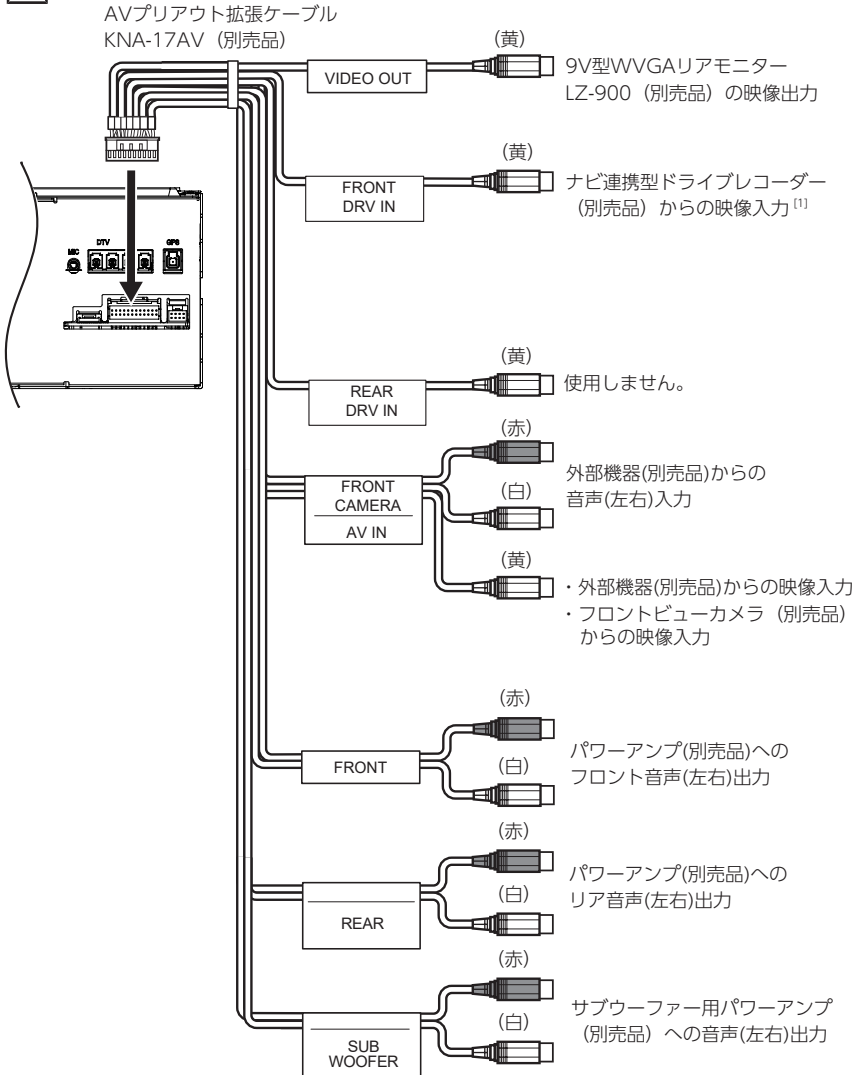 AVプリアウト拡張ケーブル
KNA-17AV（別売品）
(黄)
VIDEO OUT
9V型WVGAリアモニター
LZ-900（別売品）の映像出力
(黄)
FRONT
DRV IN
ナビ連携型ドライブレコーダー
（別売品）からの映像入力 [1]
MIC
DTV
GPS
(黄)
REAR
DRV IN
使用しません。
(赤)
FRONT
CAMERA
AV IN
(白)
外部機器(別売品)からの
音声(左右)入力
(黄)
・外部機器(別売品)からの映像入力
・フロントビューカメラ（別売品）
からの映像入力
(赤)
FRONT
(白)
パワーアンプ(別売品)への
フロント音声(左右)出力
(赤)
REAR
(白)
パワーアンプ(別売品)への
リア音声(左右)出力
(赤)
SUB
WOOFER
(白)
サブウーファー用パワーアンプ
（別売品）への音声(左右)出力